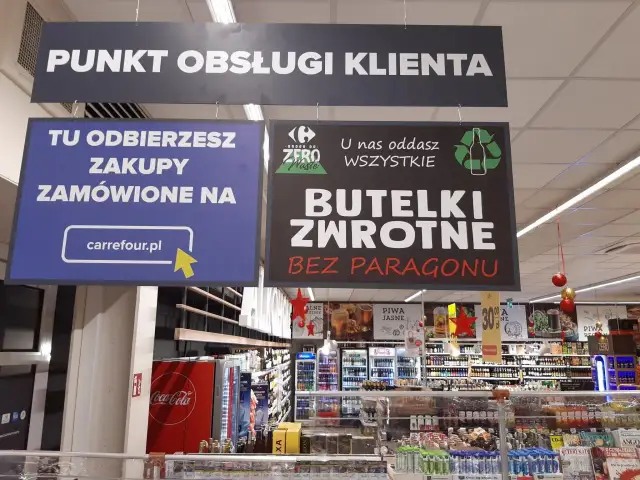 PUNKT OBSŁUGI KLIENTA
TU ODBIERZESZ
ZAKUPY
ZAMÓWIONE NA
carrefour.pl
ZERO
Waste
U nas oddasz
WSZYSTKIE
BUTELKI
ZWROTNE
BEZ PARAGONU
PIWA
JASNE
Coca-Cola